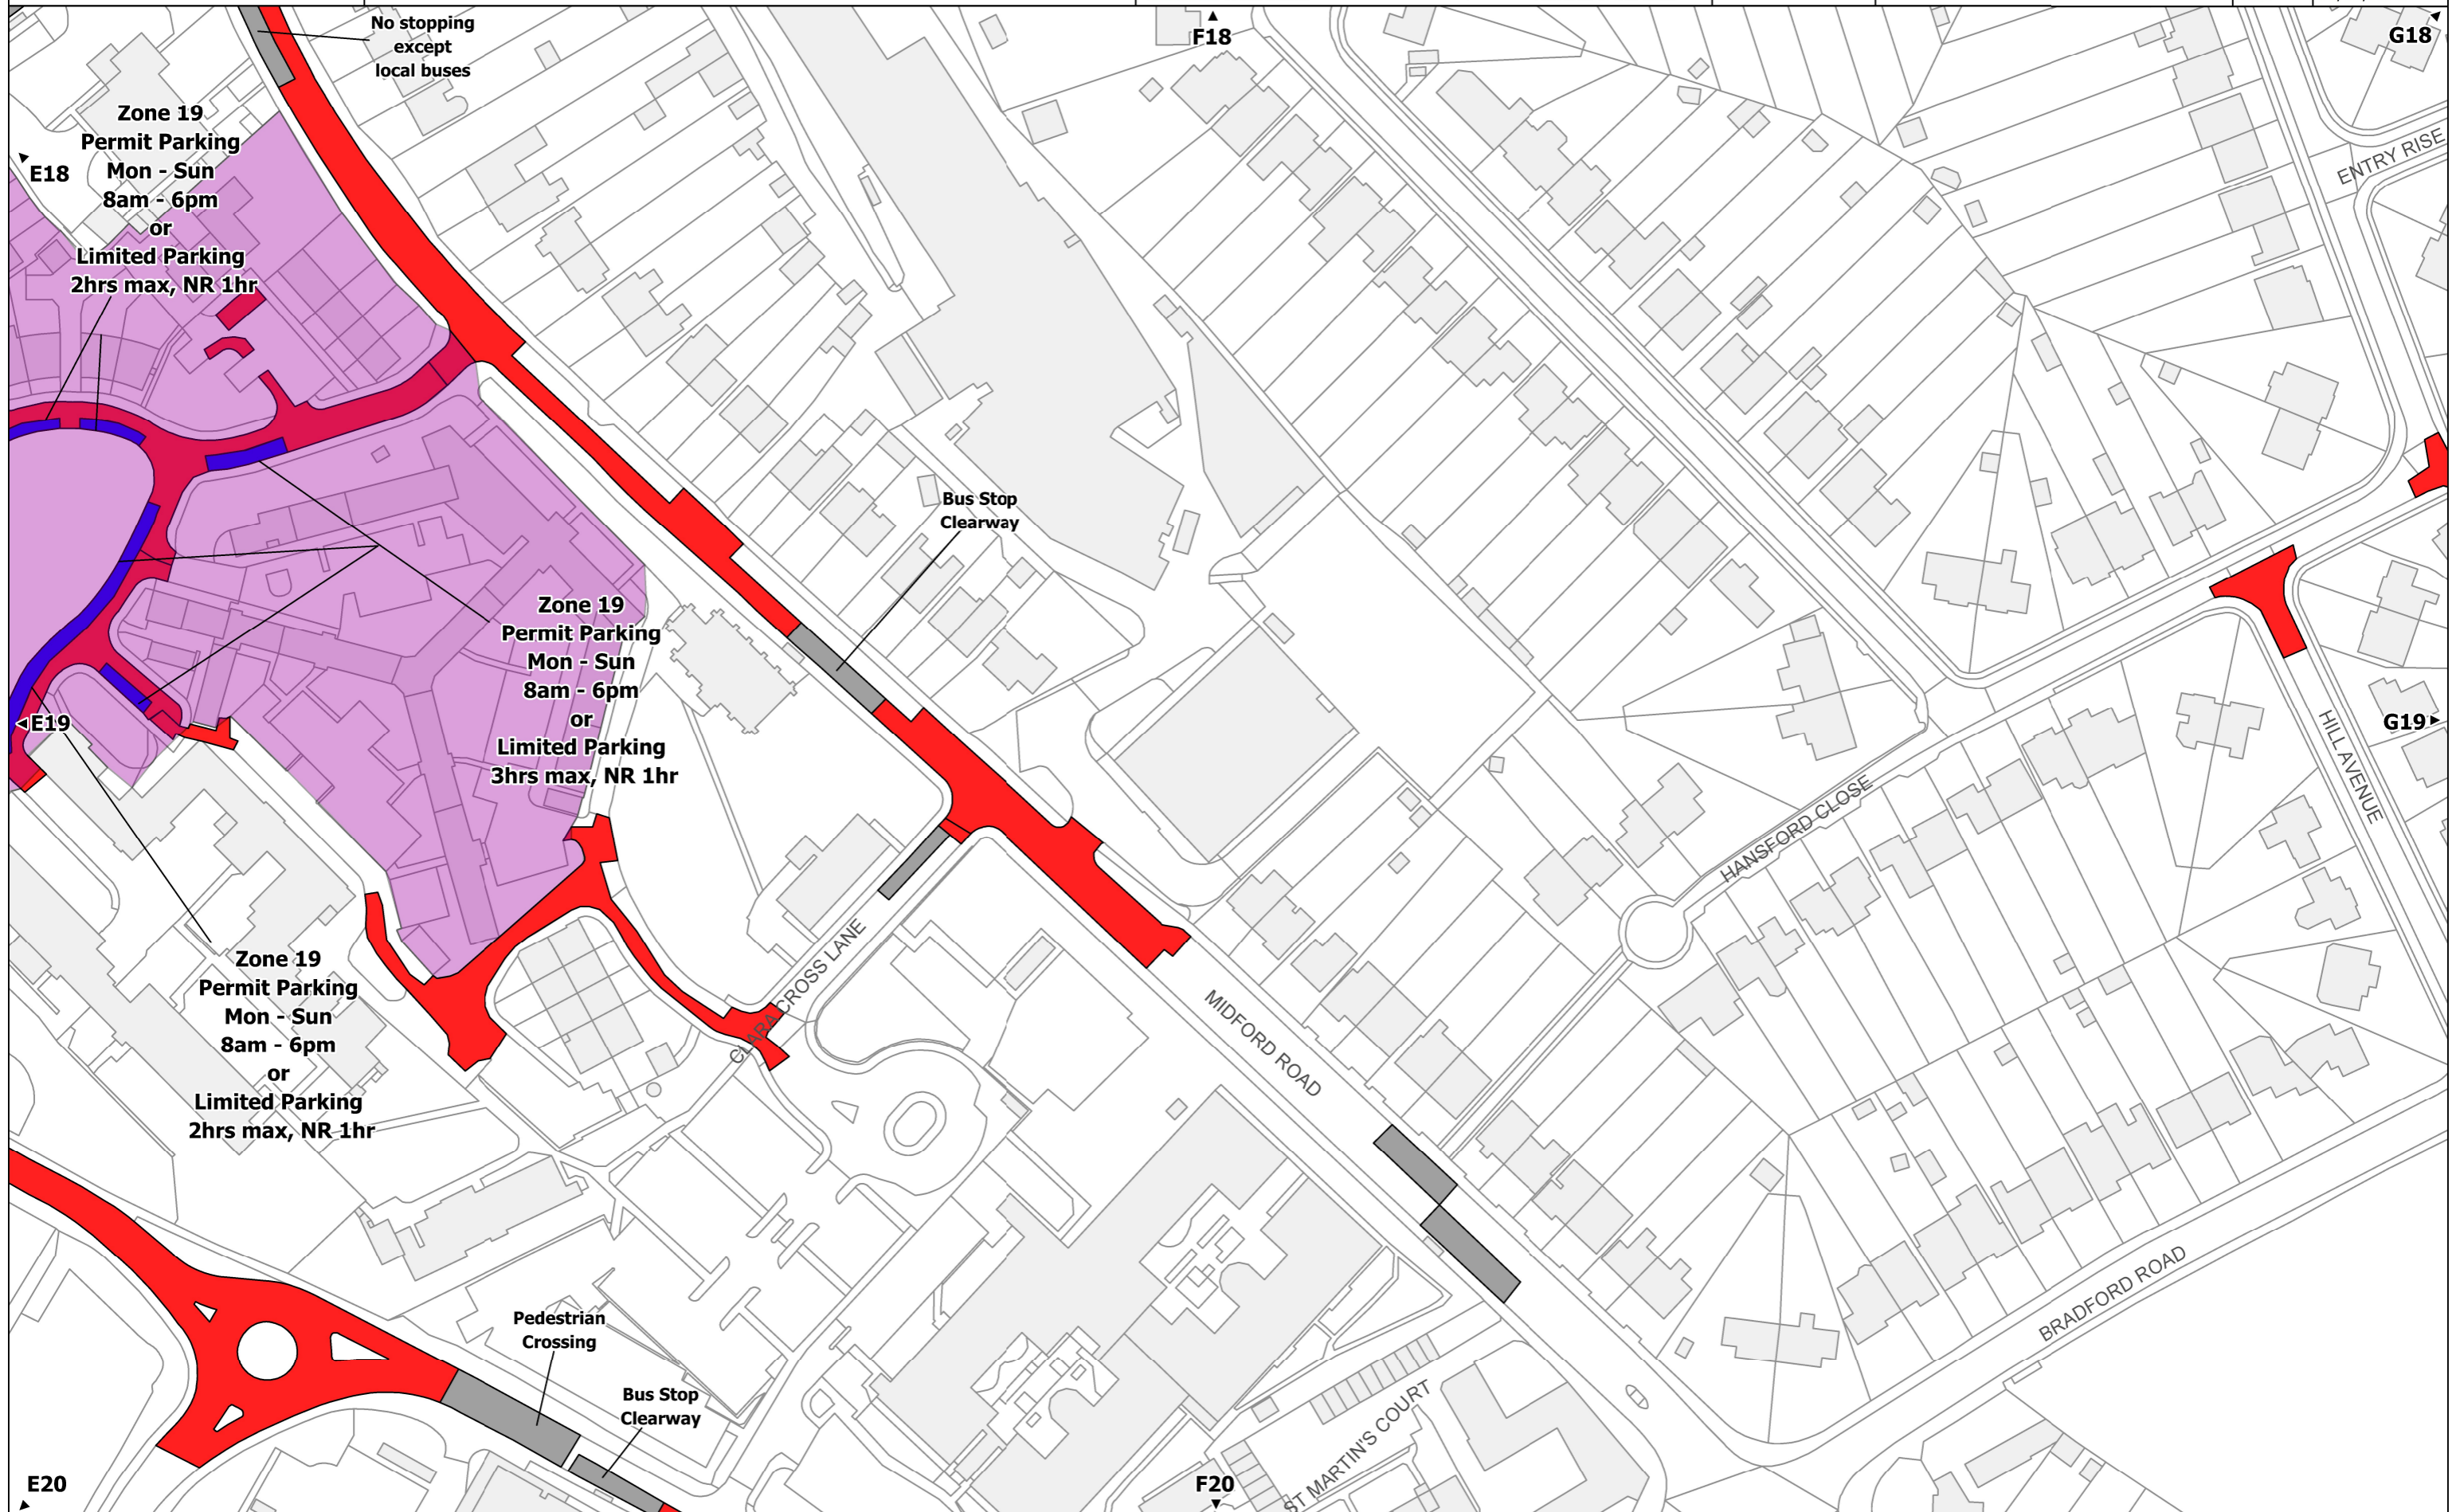 No stopping
except
local buses
F18
G18
Zone 19
Permit Parking
Mon - Sun
8am - 6pm
or
Limited Parking
2hrs max, NR 1hr
E18
ENTRY RISE
Bus Stop
Clearway
Zone 19
Permit Parking
Mon - Sun
8am - 6pm
or
Limited Parking
3hrs max, NR 1hr
E19
G19
HILL AVENUE
HANSFORD CLOSE
CLARA CROSS LANE
MIDFORD ROAD
Zone 19
Permit Parking
Mon - Sun
8am - 6pm
or
Limited Parking
2hrs max, NR 1hr
BRADFORD ROAD
Pedestrian
Crossing
Bus Stop
Clearway
ST MARTIN'S COURT
E20
F20